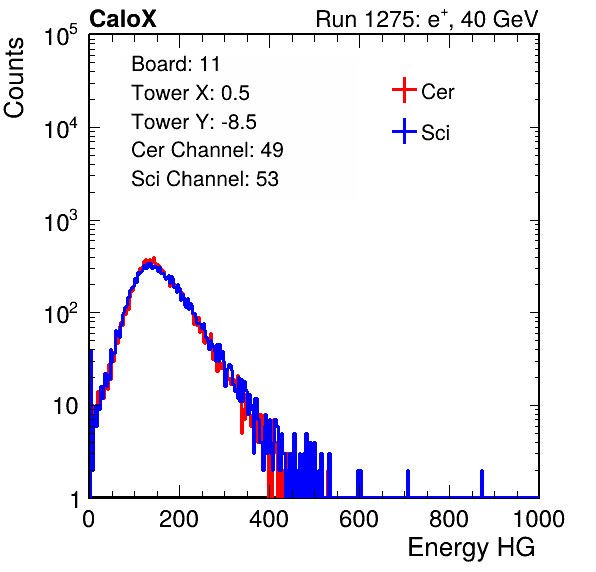 CaloX Run 1275: e⁺, 40 GeV
Counts
10⁵
10⁴
10³
10²
10
1
Board: 11
Tower X: 0.5
Tower Y: -8.5
Cer Channel: 49
Sci Channel: 53
Cer
Sci
0 200 400 600 800 1000
Energy HG